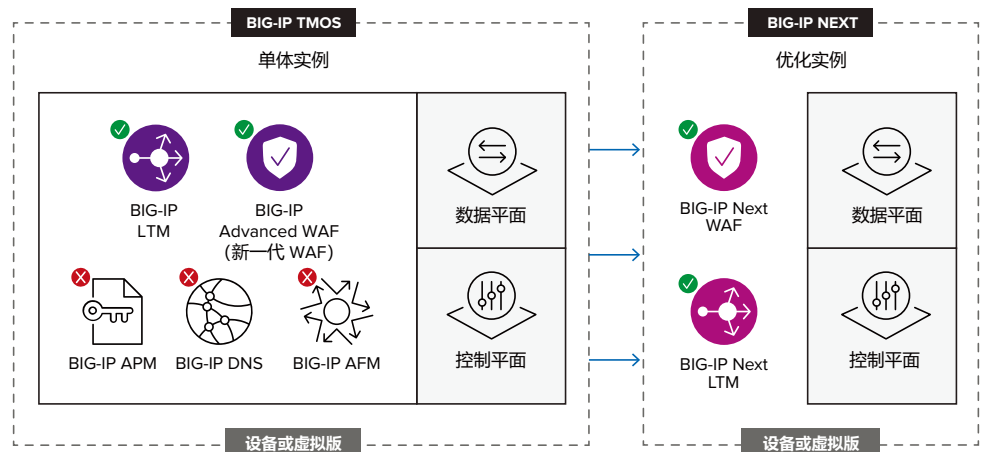 BIG-IP TMOS
单体实例
BIG-IP
LTM
BIG-IP
Advanced WAF
(新一代 WAF)
BIG-IP APM
BIG-IP DNS
BIG-IP AFM
数据平面
控制平面
设备或虚拟版
BIG-IP NEXT
优化实例
BIG-IP Next
WAF
BIG-IP Next
LTM
数据平面
控制平面
设备或虚拟版